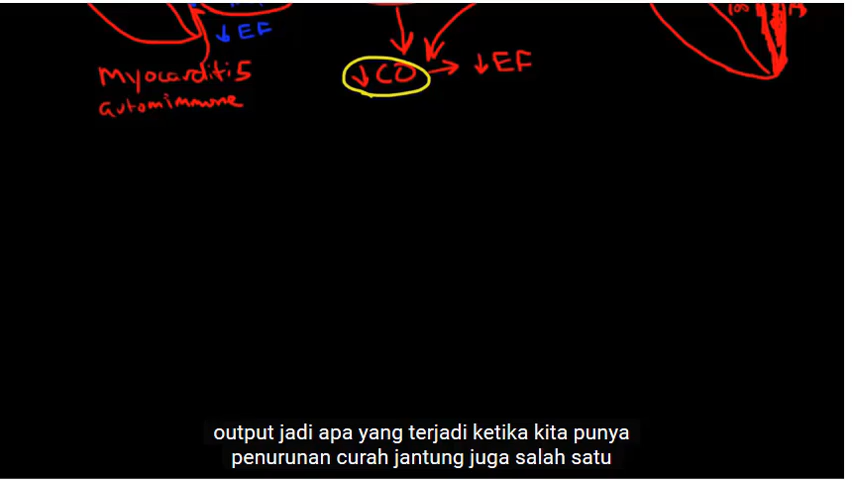 ↓ EF
Myocarditis
autoimmune
↓ CO → ↓ EF
100
output jadi apa yang terjadi ketika kita punya
penurunan curah jantung juga salah satu